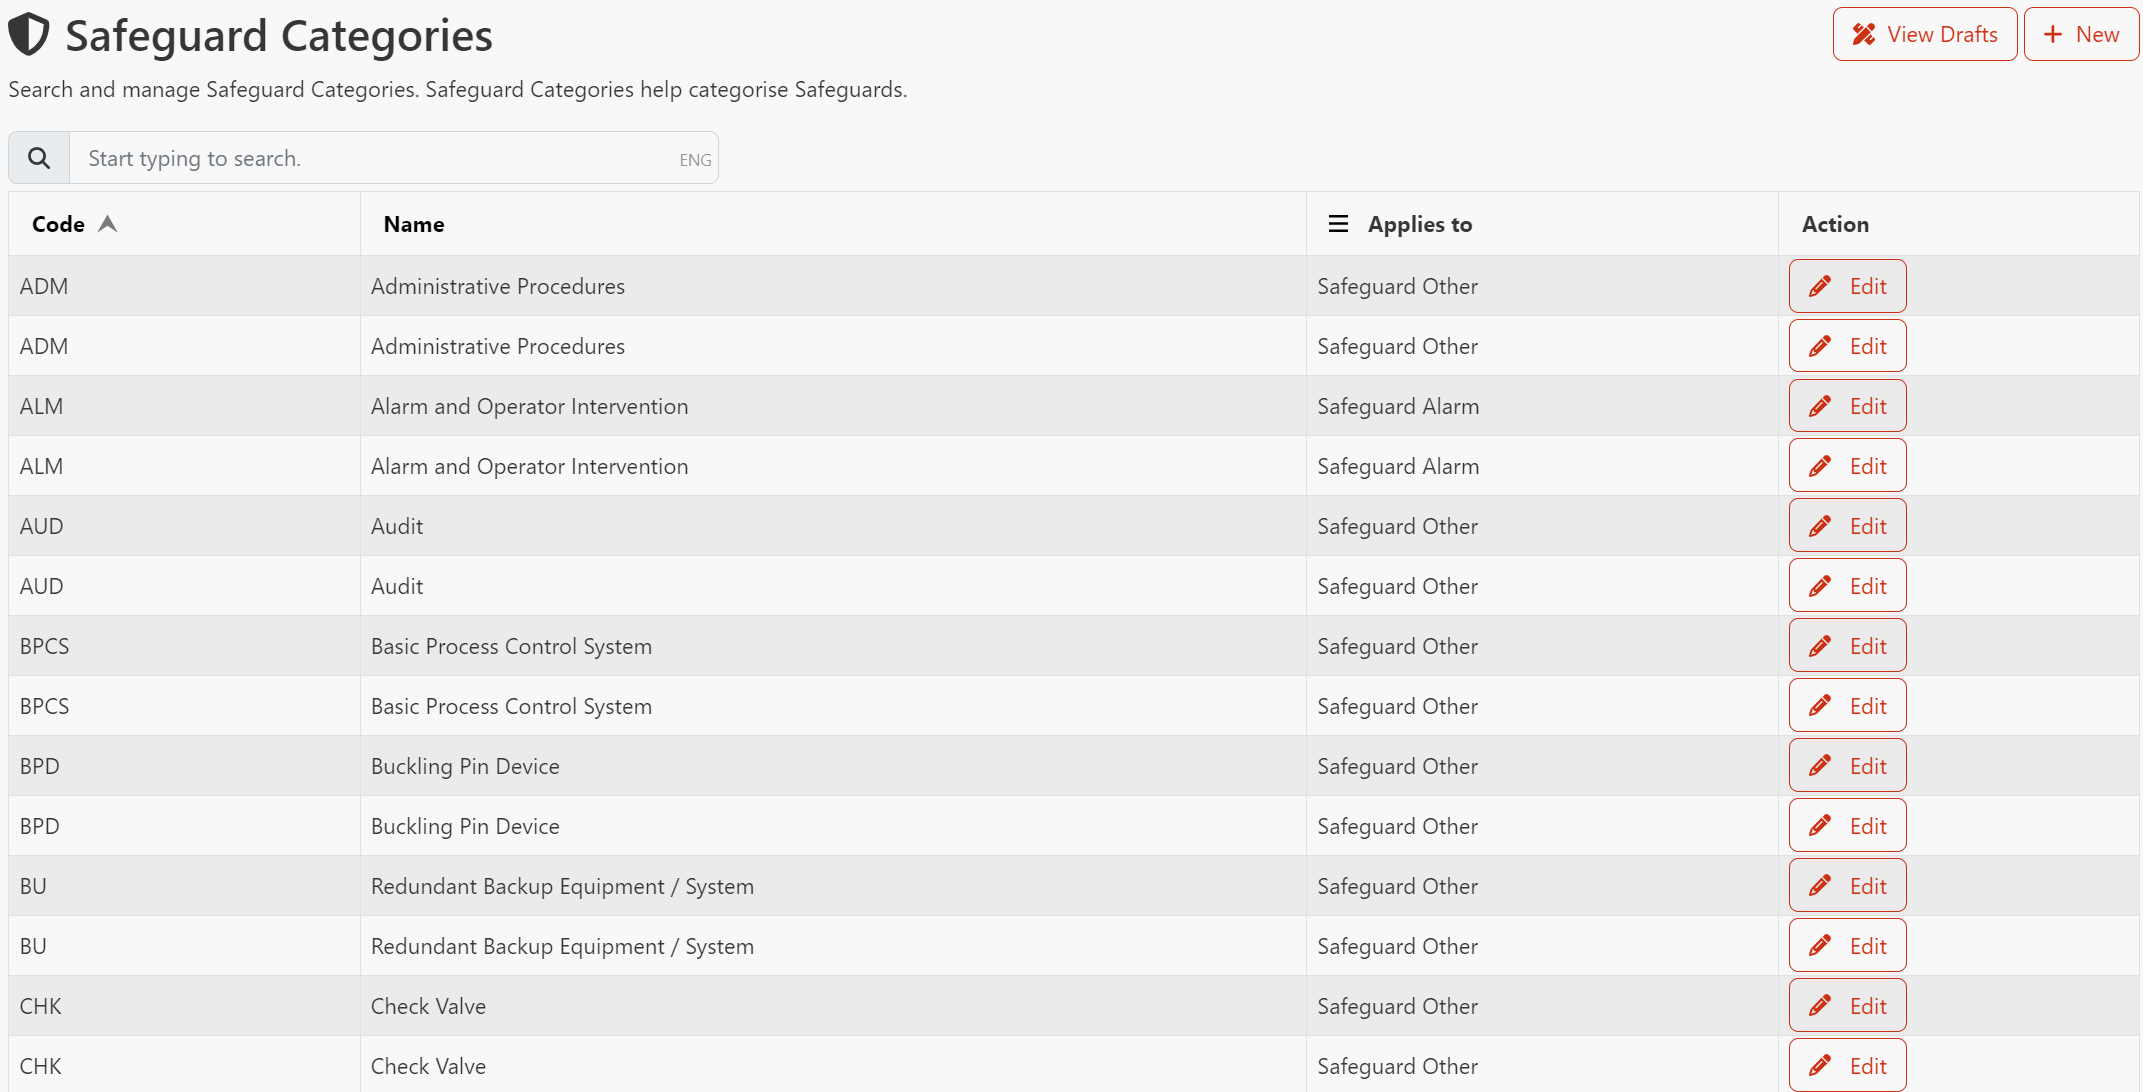 Safeguard Categories
View Drafts
New
Search and manage Safeguard Categories. Safeguard Categories help categorise Safeguards.
Start typing to search. ENG
Code Name Applies to Action
ADM Administrative Procedures Safeguard Other Edit
ADM Administrative Procedures Safeguard Other Edit
ALM Alarm and Operator Intervention Safeguard Alarm Edit
ALM Alarm and Operator Intervention Safeguard Alarm Edit
AUD Audit Safeguard Other Edit
AUD Audit Safeguard Other Edit
BPCS Basic Process Control System Safeguard Other Edit
BPCS Basic Process Control System Safeguard Other Edit
BPD Buckling Pin Device Safeguard Other Edit
BPD Buckling Pin Device Safeguard Other Edit
BU Redundant Backup Equipment / System Safeguard Other Edit
BU Redundant Backup Equipment / System Safeguard Other Edit
CHK Check Valve Safeguard Other Edit
CHK Check Valve Safeguard Other Edit